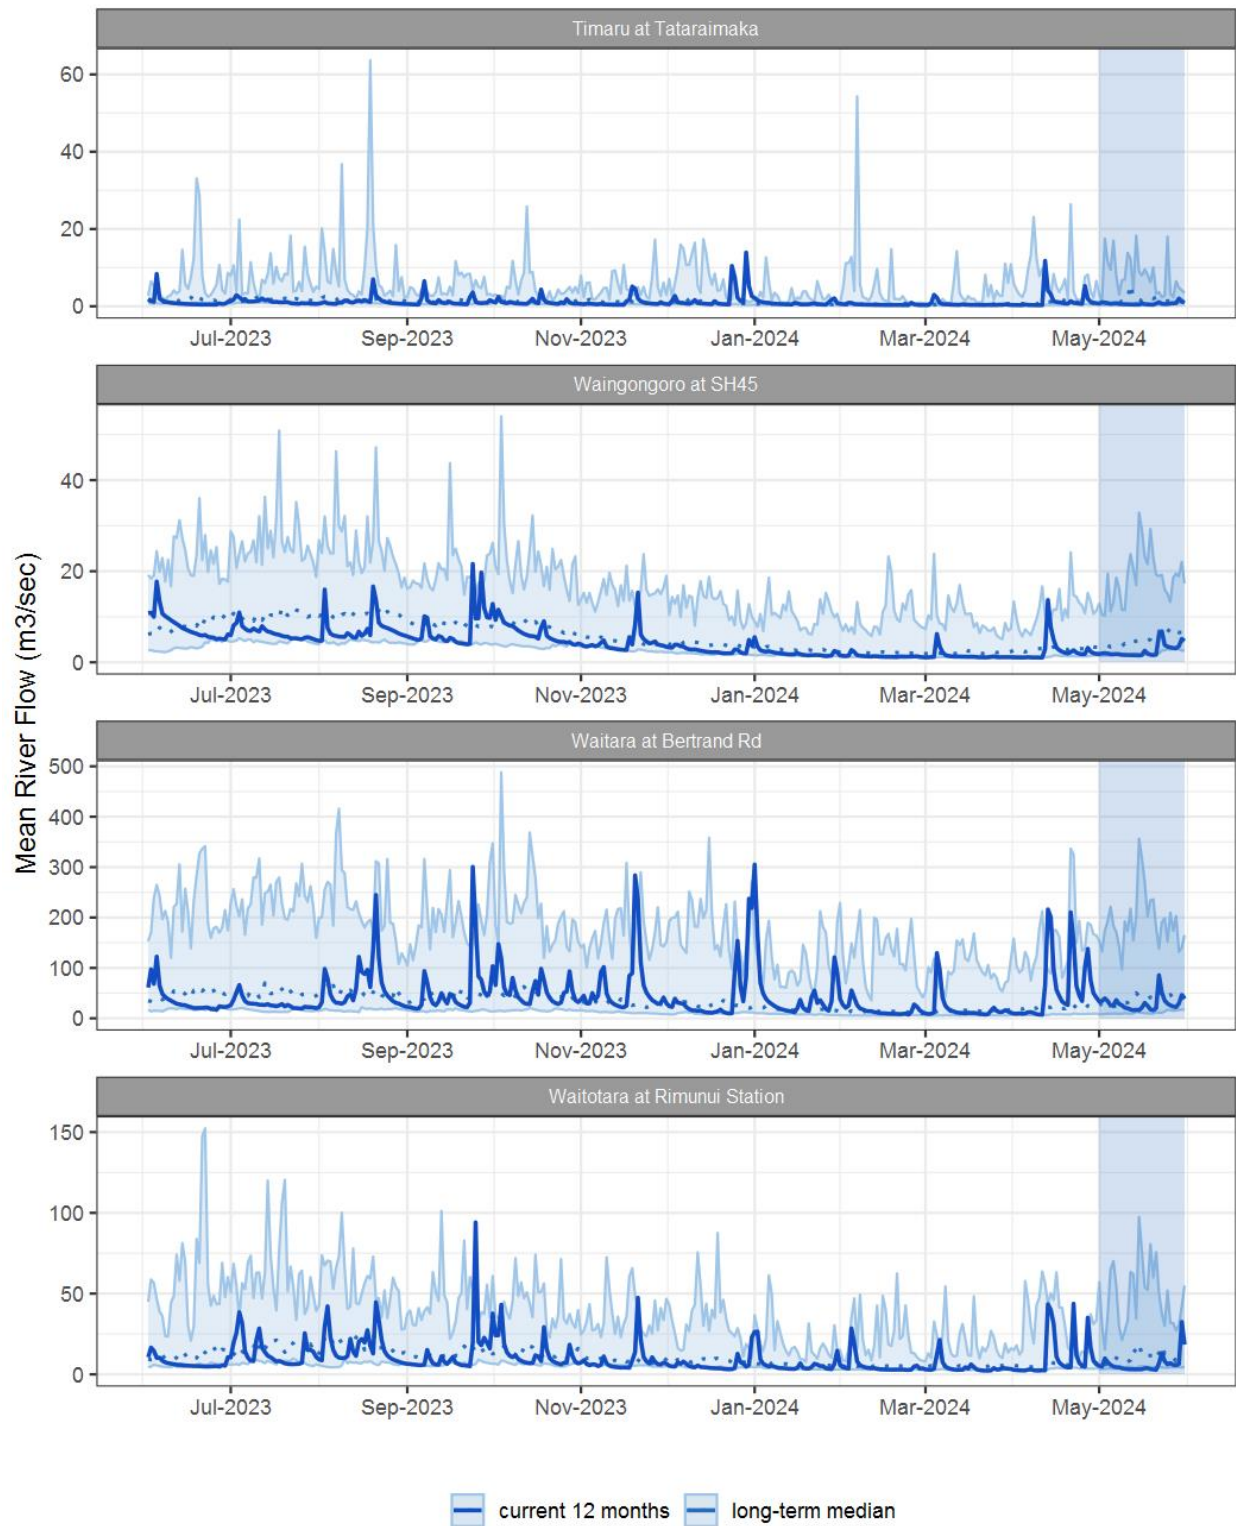 Timaru at Tataraimaka
60
40
20
0
Jul-2023 Sep-2023 Nov-2023 Jan-2024 Mar-2024 May-2024
Waingongoro at SH45
40
20
0
Jul-2023 Sep-2023 Nov-2023 Jan-2024 Mar-2024 May-2024
Mean River Flow (m3/sec)
Waitara at Bertrand Rd
500
400
300
200
100
0
Jul-2023 Sep-2023 Nov-2023 Jan-2024 Mar-2024 May-2024
Waitotara at Rimunui Station
150
100
50
0
Jul-2023 Sep-2023 Nov-2023 Jan-2024 Mar-2024 May-2024
current 12 months long-term median